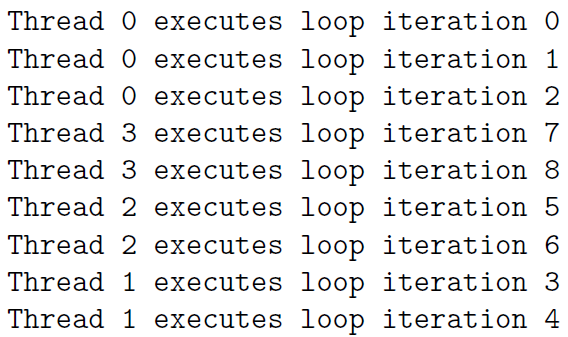 Thread 0 executes loop iteration 0
Thread 0 executes loop iteration 1
Thread 0 executes loop iteration 2
Thread 3 executes loop iteration 7
Thread 3 executes loop iteration 8
Thread 2 executes loop iteration 5
Thread 2 executes loop iteration 6
Thread 1 executes loop iteration 3
Thread 1 executes loop iteration 4